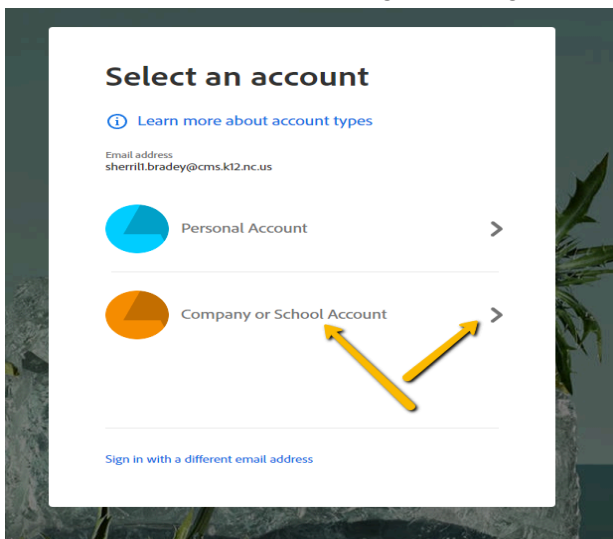 Select an account
Learn more about account types
Email address
sherril1.bradey@cms.k12.nc.us
Personal Account
Company or School Account
Sign in with a different email address